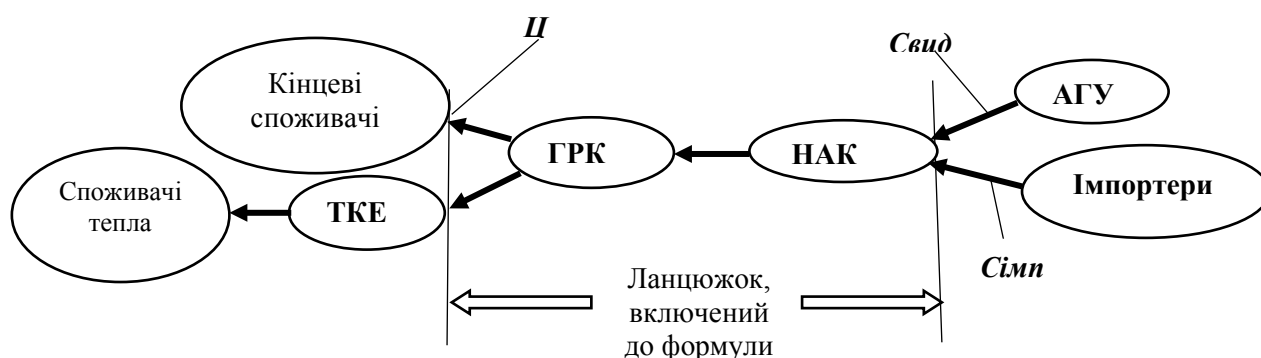 Ц
Свид
Кінцеві
споживачі
АГУ
ГРК
НАК
Імпортери
Споживачі
тепла
ТКЕ
Сімп
Ланцюжок,
включений
до формули